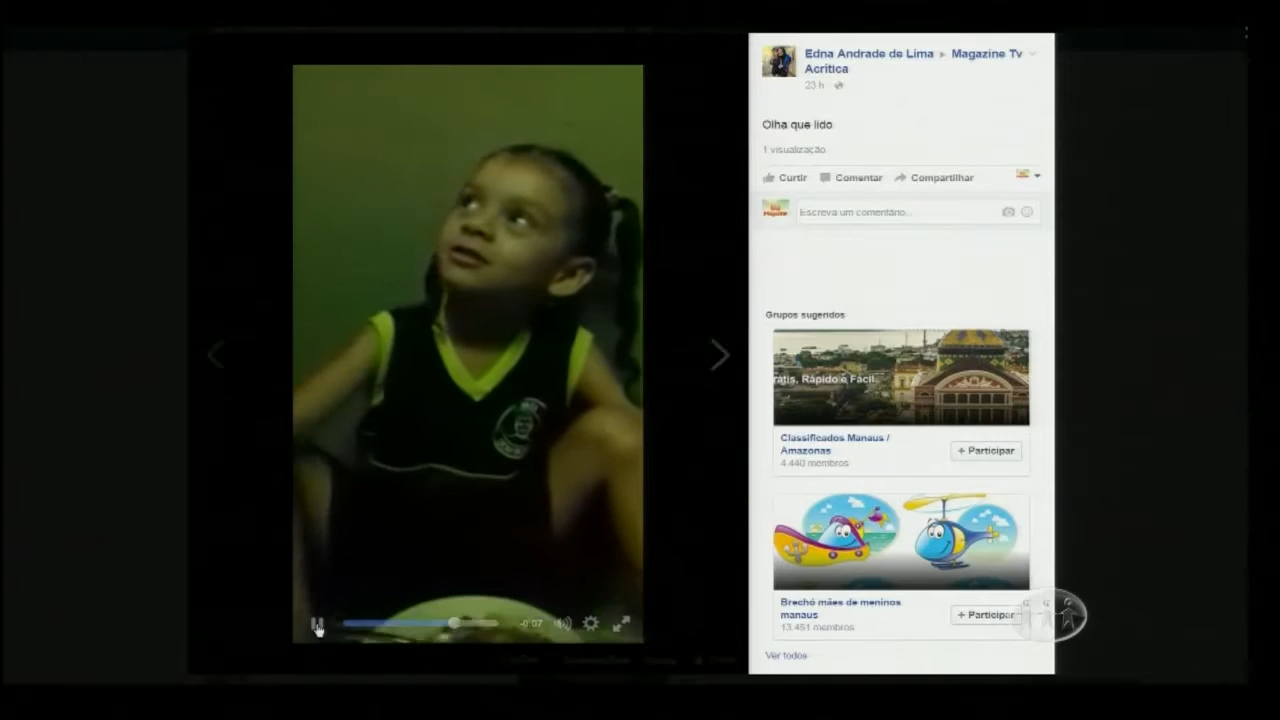 Edna Andrade de Lima ▸ Magazine Tv
Acrítica
23 h
Olha que lido
1 visualização
Curtir Comentar Compartilhar
Escreva um comentário...
Grupos sugeridos
rátis, Rápido e Fácil
Classificados Manaus /
Amazonas
4.440 membros
+ Participar
Brechó mães de meninos
manaus
13.451 membros
+ Participar
Ver todos
-0:07